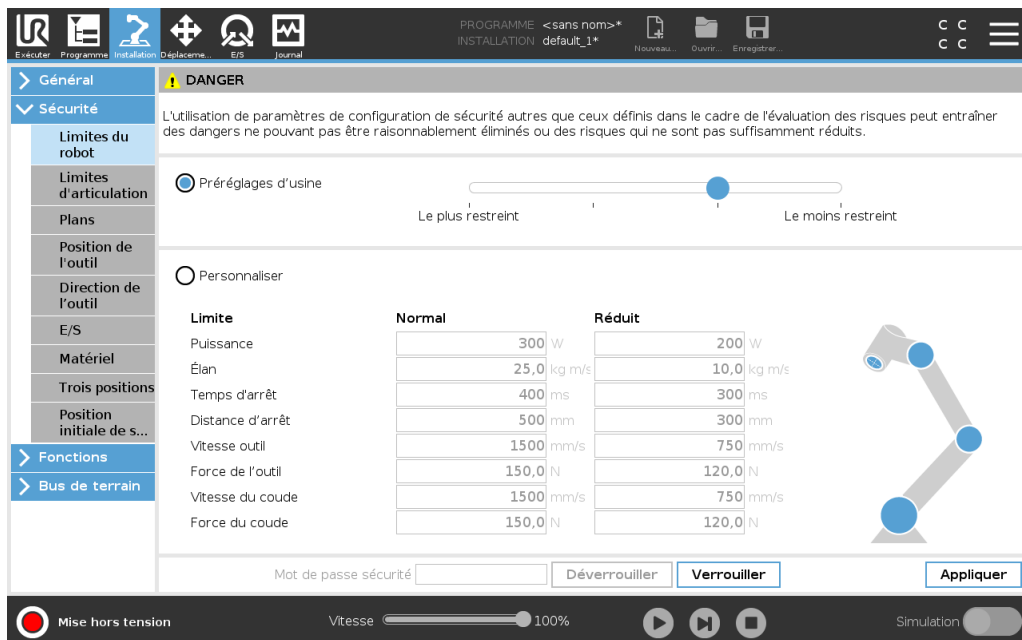 PROGRAMME <sans nom>*
INSTALLATION default_1*
C C
C C
Exécuter Programme Installation Déplaceme... E/S Journal Nouveau... Ouvrir... Enregistrer...
Général
Sécurité
Limites du
robot
Limites
d'articulation
Plans
Position de
l'outil
Direction de
l'outil
E/S
Matériel
Trois positions
Position
initiale de s...
Fonctions
Bus de terrain
DANGER
L'utilisation de paramètres de configuration de sécurité autres que ceux définis dans le cadre de l'évaluation des risques peut entraîner
des dangers ne pouvant pas être raisonnablement éliminés ou des risques qui ne sont pas suffisamment réduits.
Préréglages d'usine
Le plus restreint Le moins restreint
Personnaliser
Limite Normal Réduit
Puissance 300 W 200 W
Élan 25,0 kg m/s 10,0 kg m/s
Temps d'arrêt 400 ms 300 ms
Distance d'arrêt 500 mm 300 mm
Vitesse outil 1500 mm/s 750 mm/s
Force de l'outil 150,0 N 120,0 N
Vitesse du coude 1500 mm/s 750 mm/s
Force du coude 150,0 N 120,0 N
Mot de passe sécurité Déverrouiller Verrouiller Appliquer
Mise hors tension Vitesse 100% Simulation